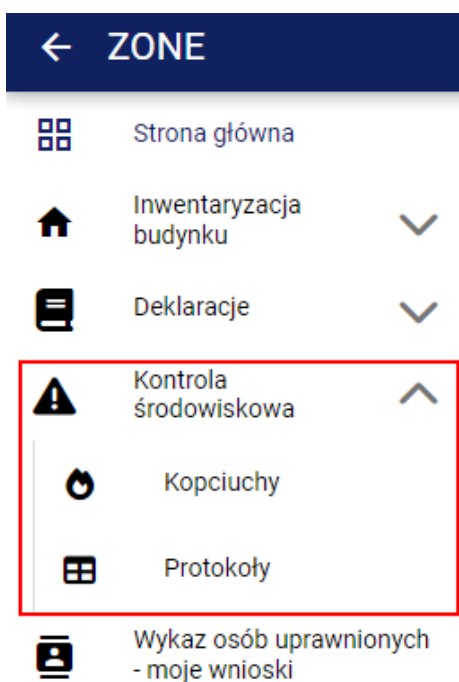 ZONE
Strona główna
Inwentaryzacja
budynku
Deklaracje
Kontrola
środowiskowa
Kopciuchy
Protokoły
Wykaz osób uprawnionych
- moje wnioski